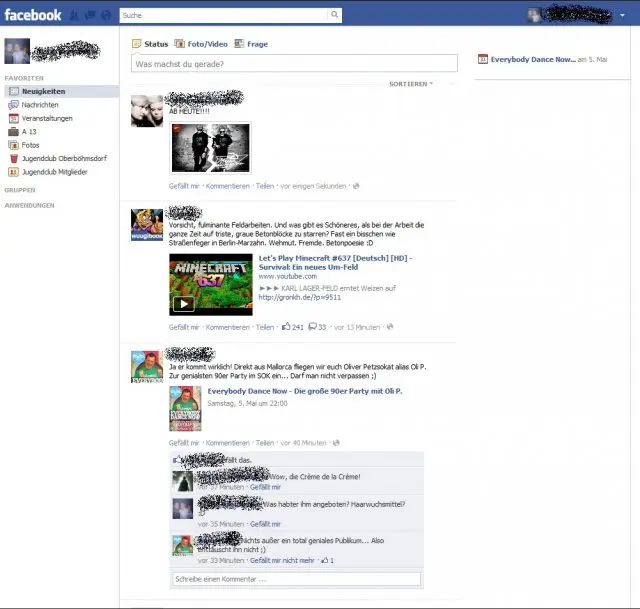 facebook
Suche
FAVORITEN
Neuigkeiten
Nachrichten
Veranstaltungen
A 13
Fotos
Jugendclub Oberböhmsdorf
Jugendclub Mitglieder
GRUPPEN
ANWENDUNGEN
Status Foto/Video Frage
Was machst du gerade?
SORTIEREN
AB HEUTE!!!!
Gefällt mir · Kommentieren · Teilen · vor einigen Sekunden ·
Vorsicht, fulminante Feldarbeiten. Und was gibt es Schöneres, als bei der Arbeit die
ganze Zeit auf triste, graue Betonblöcke zu starren? Fast ein bisschen wie
Straßenfeger in Berlin-Marzahn. Wehmut. Fremde. Betonpoesie :D
MINECRAFT
#637
Let's Play Minecraft #637 [Deutsch] [HD] -
Survival: Ein neues Um-Feld
www.youtube.com
►►► KARL LAGER-FELD erntet Weizen auf
http://gronkh.de/?p=9511
Gefällt mir · Kommentieren · Teilen · 241 33 · vor 13 Minuten ·
Ja er kommt wirklich! Direkt aus Mallorca fliegen wir euch Oliver Petzsokat alias Oli P.
Zur genialsten 90er Party im SOK ein... Darf man nicht verpassen ;)
Everybody Dance Now - Die große 90er Party mit Oli P.
Samstag, 5. Mai um 22:00
Gefällt mir · Kommentieren · Teilen · vor 40 Minuten ·
gefällt das.
Wow, die Crème de la Crème!
vor 37 Minuten · Gefällt mir
Was habter ihm angeboten? Haarwuchsmittel?
:D
vor 35 Minuten · Gefällt mir
Nichts außer ein total geniales Publikum... Also
enttäuscht ihn nicht ;)
vor 33 Minuten · Gefällt mir nicht mehr · 1
Schreibe einen Kommentar ...
Everybody Dance Now... am 5. Mai